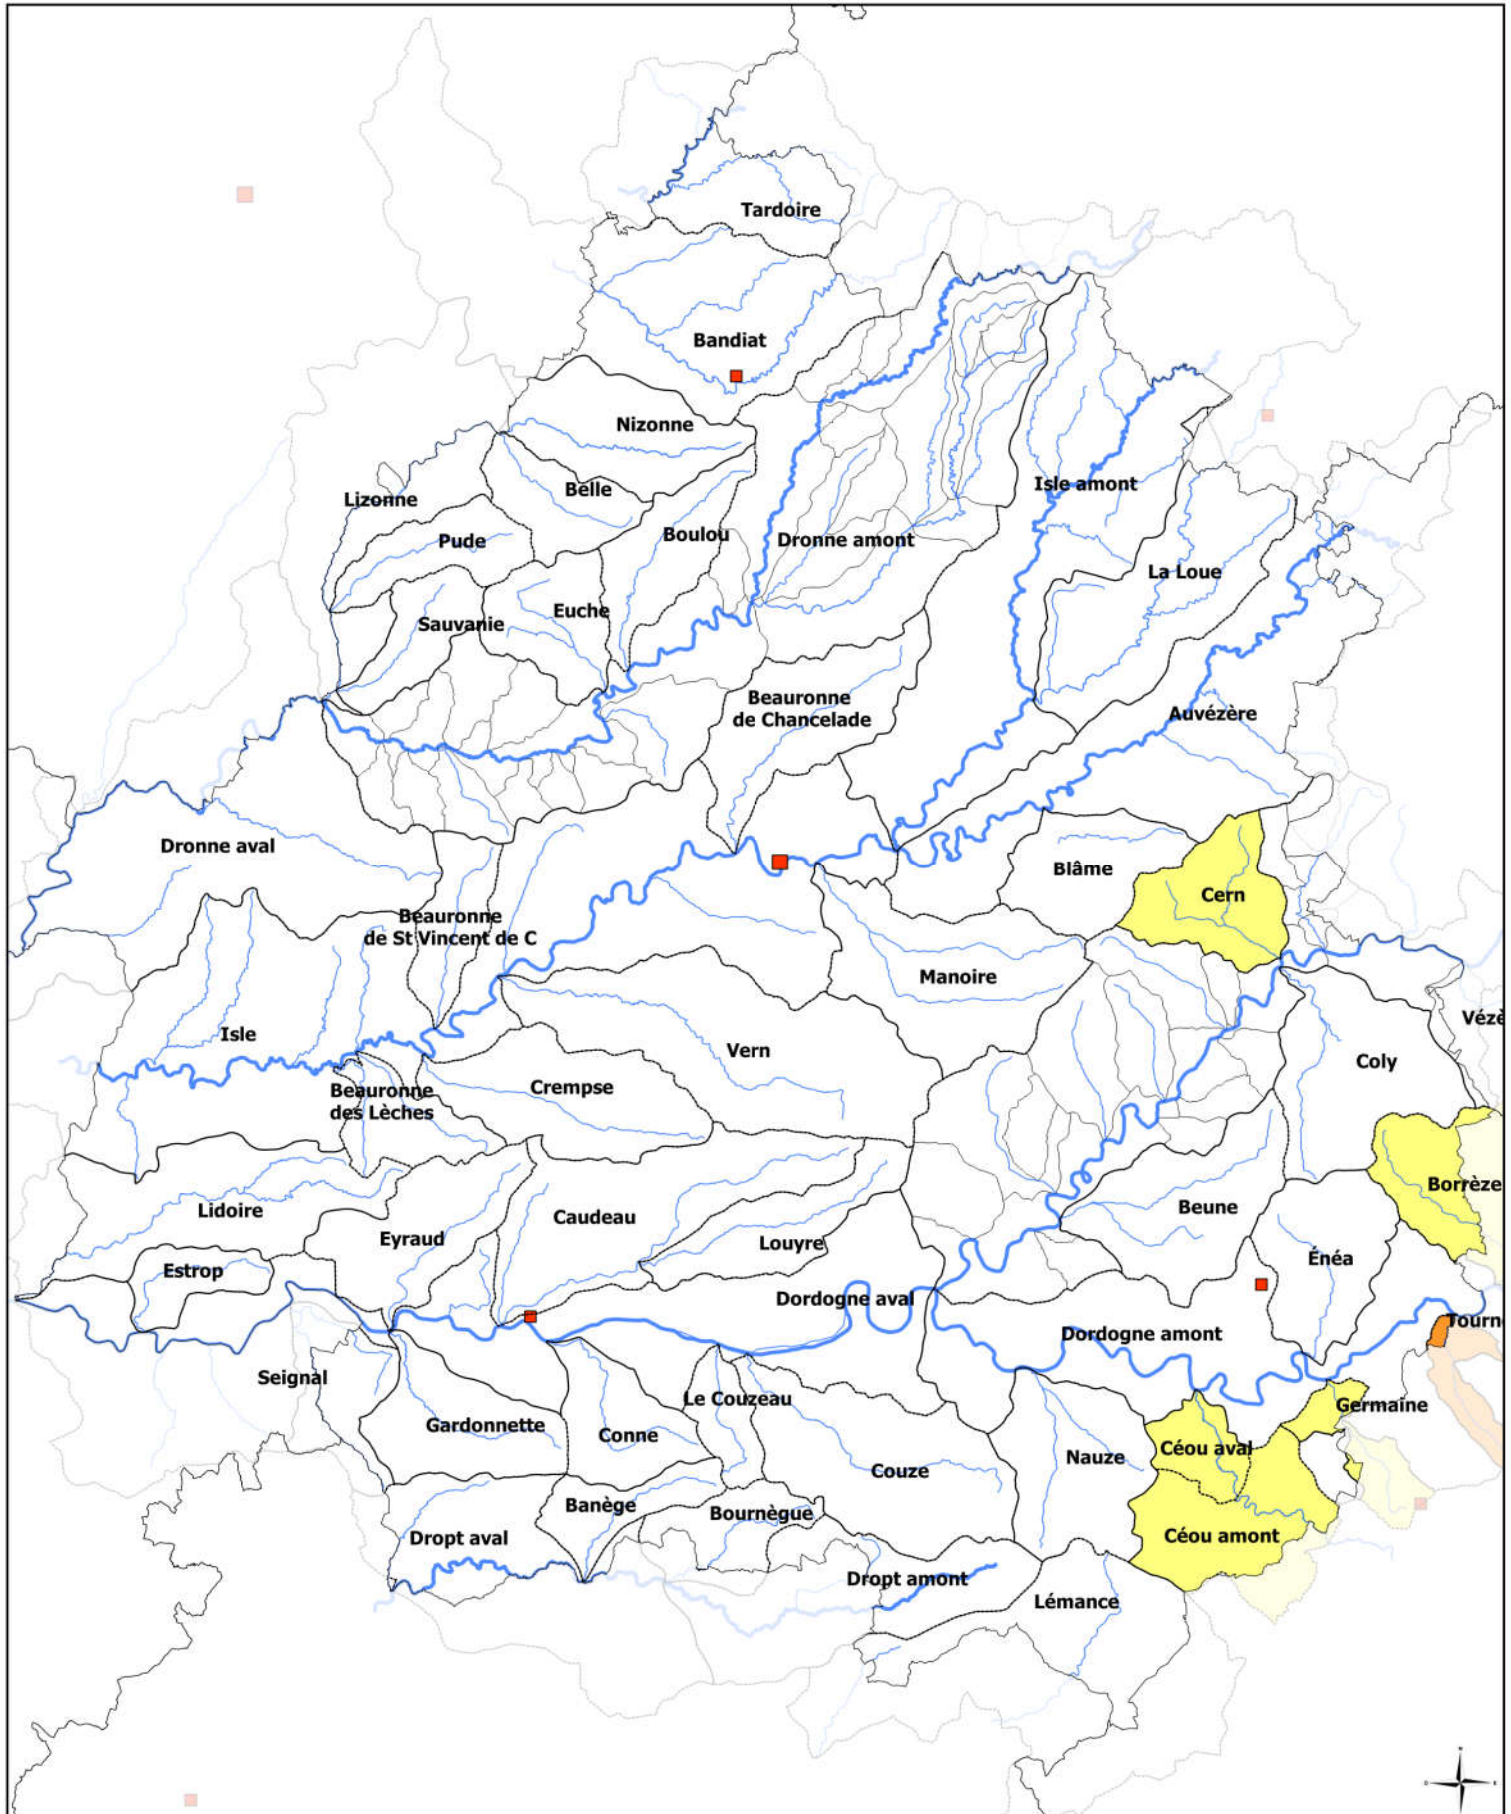 Tardoire
Bandiat
Nizonne
Belle
Lizonne
Isle amont
Pude
Boulou
Dronne amont
La Loue
Euche
Sauvanie
Beauronne
de Chancelade
Auvézère
Dronne aval
Blâme
Cern
Beauronne
de St Vincent de C
Manoire
Isle
Vézè
Vern
Coly
Crempse
Beauronne
des Lèches
Borrèze
Beune
Lidoire
Caudeau
Eyraud
Louyre
Énéa
Estrop
Dordogne aval
Tourn
Dordogne amont
Seignal
Le Couzeau
Germaine
Gardonnette
Conne
Céou aval
Nauze
Couze
Banège
Bournègue
Dropt aval
Céou amont
Dropt amont
Lémance